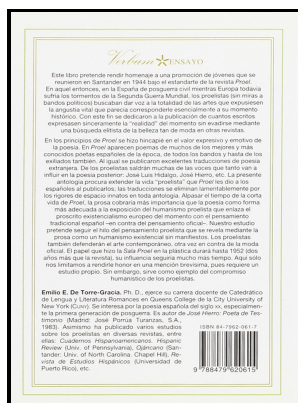 Verbum ENSAYO
Este libro pretende rendir homenaje a una promoción de jóvenes que se
reunieron en Santander en 1944 bajo el estandarte de la revista Proel.
En aquel entonces, en la España de posguerra civil mientras Europa todavía
sufría los tormentos de la Segunda Guerra Mundial, los proelistas (sin miras a
bandos políticos) buscaban dar voz a la totalidad de las artes que expusiesen
la angustia vital que parecía corresponderle esencialmente a su momento
histórico. Con este fin se dedicaron a la publicación de cuantos escritos
expresasen sinceramente la "realidad" del momento sin evadirse mediante
una búsqueda elitista de la belleza tan de moda en otras revistas.
En los principios de Proel se hizo hincapié en el valor expresivo y emotivo de
la poesía. En Proel aparecen poemas de muchos de los mejores y más
conocidos poetas españoles de la época, de todos los bandos y hasta de los
exiliados también. Al igual se publicaron excelentes traducciones de poesía
extranjera. De los proelistas saldrán muchas de las voces que tanto van a
influir en la poesía posterior: José Luis Hidalgo, José Hierro, etc. La presente
antología procura extender la vista "proelista" que Proel les dio a los
españoles al publicarlos; las traducciones se eliminan lamentablemente por
los rigores de espacio innatos en toda antología. Al pasar el tiempo de la corta
vida de Proel, la prosa cobraría más importancia que la poesía como forma
más adecuada a la exposición del humanismo proelista que enlaza el
proscrito existencialismo europeo del momento con el pensamiento
tradicional español —en contra del pensamiento oficial—. Nuestro estudio
pretende seguir el hilo del pensamiento proelista que se revela mediante la
prosa como un humanismo existencial sin manifiestos. Los proelistas
también defenderán el arte contemporáneo, otra vez en contra de la moda
oficial. El papel que hizo la Sala Proel en la plástica durará hasta 1952 (dos
años más que la revista), su influencia seguiría mucho más tiempo. Aquí sólo
nos limitamos a rendirle honor en una mención brevísima, pues requiere un
estudio propio. Sin embargo, sirve como ejemplo del compromiso
humanístico de los proelistas.
Emilio E. De Torre-Gracia. Ph. D., ejerce su carrera docente de Catedrático
de Lengua y Literatura Romances en Queens College de la City University of
New York (CUNY). Se interesa por la poesía española del siglo XX, especialmen-
te la primera generación de posguerra. Es autor de José Hierro: Poeta de Tes-
timonio (Madrid: José Porrúa Turanzas, S.A.,
1983). Asimismo ha publicado varios estudios
sobre los proelistas en diversas revistas, entre
ellas: Cuadernos Hispanoamericanos, Hispanic
Review (Univ. of Pennsylvania), Ojáncano (San-
tander: Univ. of North Carolina, Chapel Hill), Re-
vista de Estudios Hispánicos (Universidad de
Puerto Rico), etc.
ISBN 84-7962-061-7
9 788479 620615